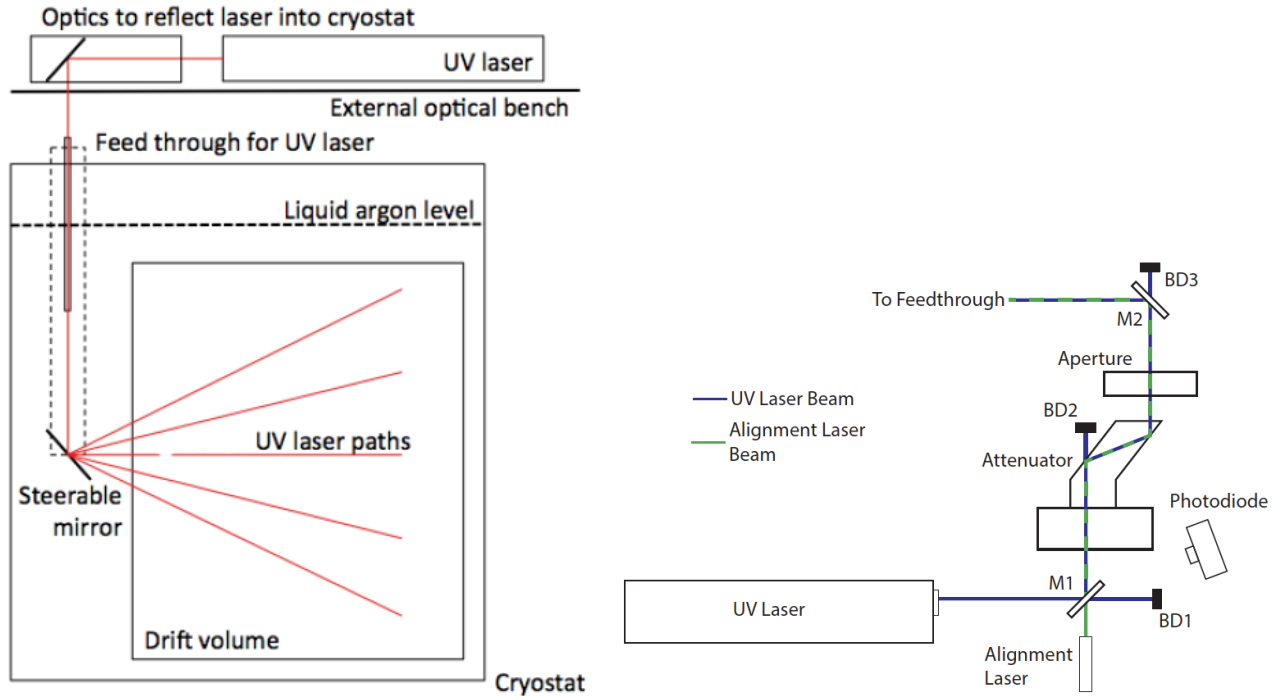 Optics to reflect laser into cryostat
UV laser
External optical bench
Feed through for UV laser
Liquid argon level
UV laser paths
Steerable
mirror
Drift volume
Cryostat
To Feedthrough
BD3
M2
Aperture
UV Laser Beam
Alignment Laser
Beam
BD2
Attenuator
Photodiode
M1
UV Laser
BD1
Alignment
Laser